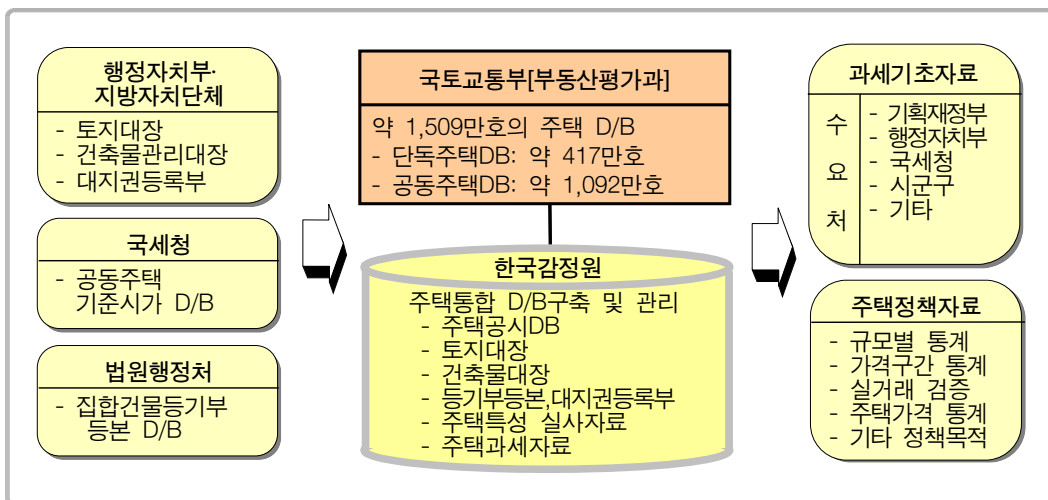 행정자치부·
지방자치단체
- 토지대장
- 건축물관리대장
- 대지권등록부
국세청
- 공동주택
기준시가 D/B
법원행정처
- 집합건물등기부
등본 D/B
국토교통부[부동산평가과]
약 1,509만호의 주택 D/B
- 단독주택DB: 약 417만호
- 공동주택DB: 약 1,092만호
한국감정원
주택통합 D/B구축 및 관리
- 주택공시DB
- 토지대장
- 건축물대장
- 등기부등본,대지권등록부
- 주택특성 실사자료
- 주택과세자료
과세기초자료
수
요
처
- 기획재정부
- 행정자치부
- 국세청
- 시군구
- 기타
주택정책자료
- 규모별 통계
- 가격구간 통계
- 실거래 검증
- 주택가격 통계
- 기타 정책목적